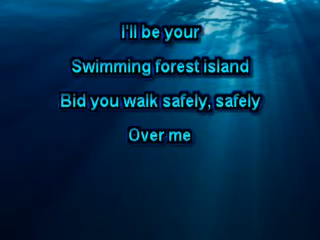 I'll be your
Swimming forest island
Bid you walk safely, safely
Over me